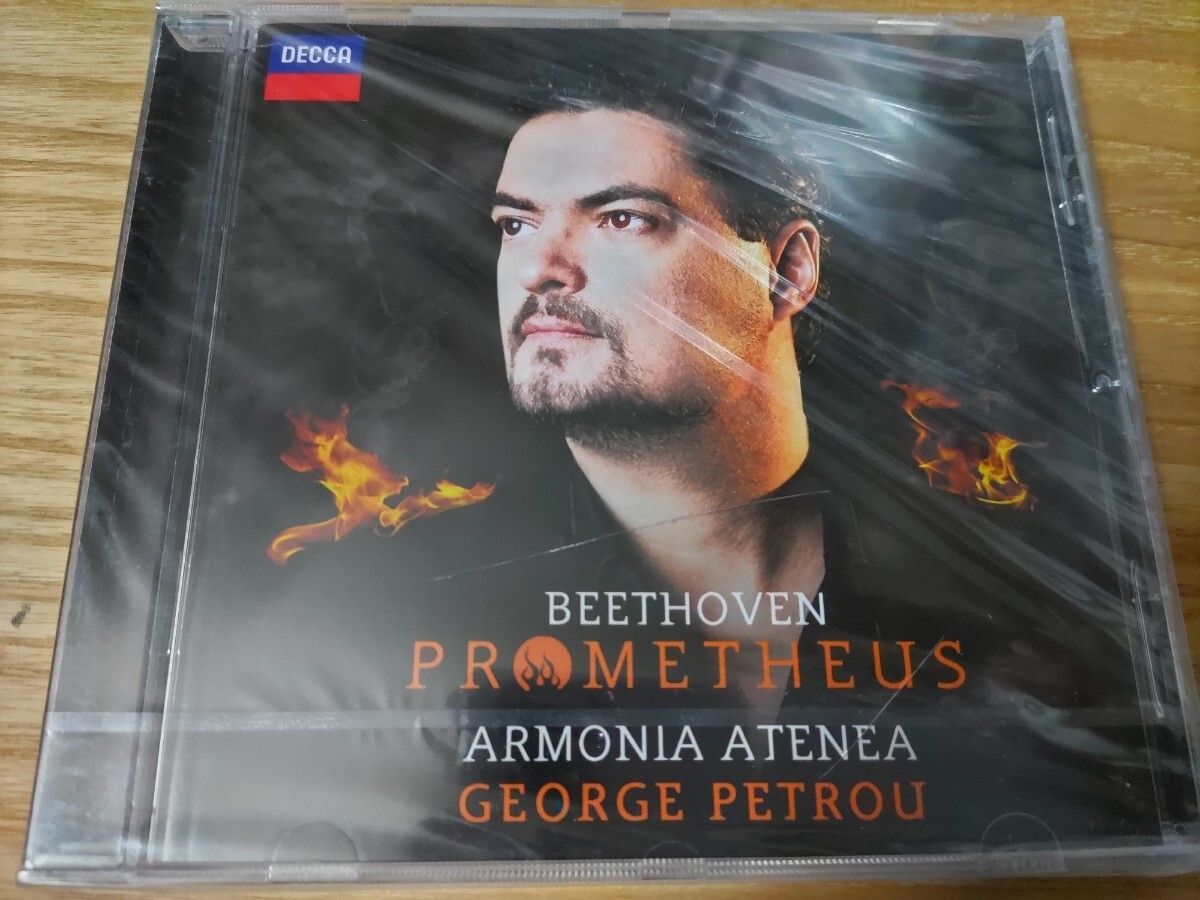 DECCA
BEETHOVEN
PROMETHEUS
ARMONIA ATENEA
GEORGE PETROU